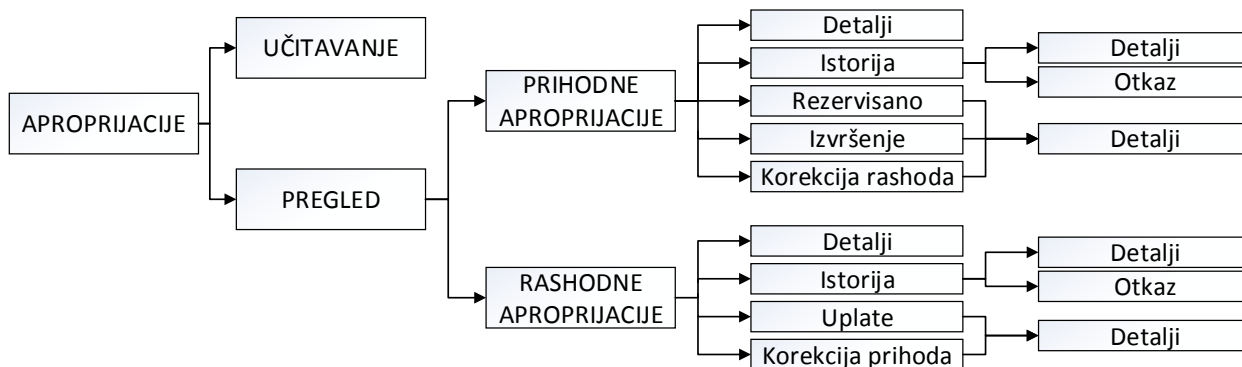 APROPRIJACIJE
UČITAVANJE
PREGLED
PRIHODNE
APROPRIJACIJE
Detalji
Istorija
Rezervisano
Izvršenje
Korekcija rashoda
Detalji
Otkaz
Detalji
RASHODNE
APROPRIJACIJE
Detalji
Istorija
Uplate
Korekcija prihoda
Detalji
Otkaz
Detalji